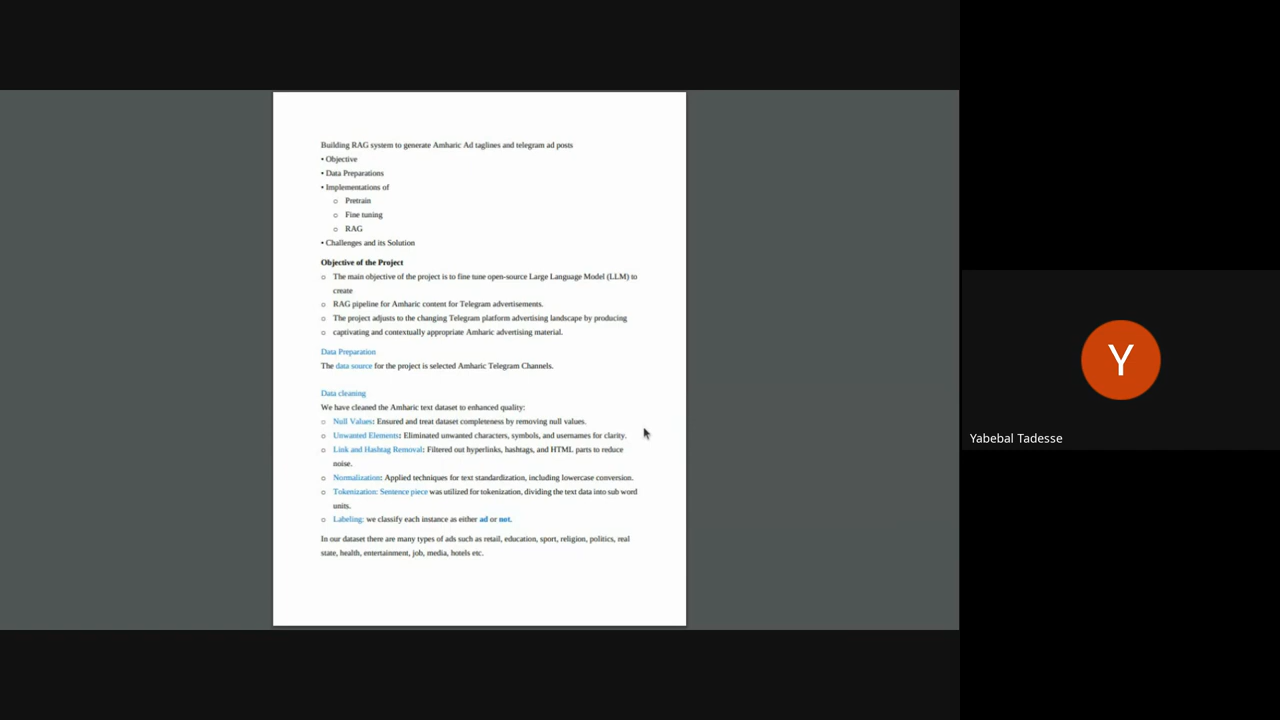 Building RAG system to generate Amharic Ad taglines and telegram ad posts
• Objective
• Data Preparations
• Implementations of
o Pretrain
o Fine tuning
o RAG
• Challenges and its Solution
Objective of the Project
o The main objective of the project is to fine tune open-source Large Language Model (LLM) to
create
o RAG pipeline for Amharic content for Telegram advertisements.
o The project adjusts to the changing Telegram platform advertising landscape by producing
o captivating and contextually appropriate Amharic advertising material.
Data Preparation
The data source for the project is selected Amharic Telegram Channels.
Data cleaning
We have cleaned the Amharic text dataset to enhanced quality:
o Null Values: Ensured and treat dataset completeness by removing null values.
o Unwanted Elements: Eliminated unwanted characters, symbols, and usernames for clarity.
o Link and Hashtag Removal: Filtered out hyperlinks, hashtags, and HTML parts to reduce
noise.
o Normalization: Applied techniques for text standardization, including lowercase conversion.
o Tokenization: Sentence piece was utilized for tokenization, dividing the text data into sub word
units.
o Labeling: we classify each instance as either ad or not.
In our dataset there are many types of ads such as retail, education, sport, religion, politics, real
state, health, entertainment, job, media, hotels etc.
Y
Yabebal Tadesse